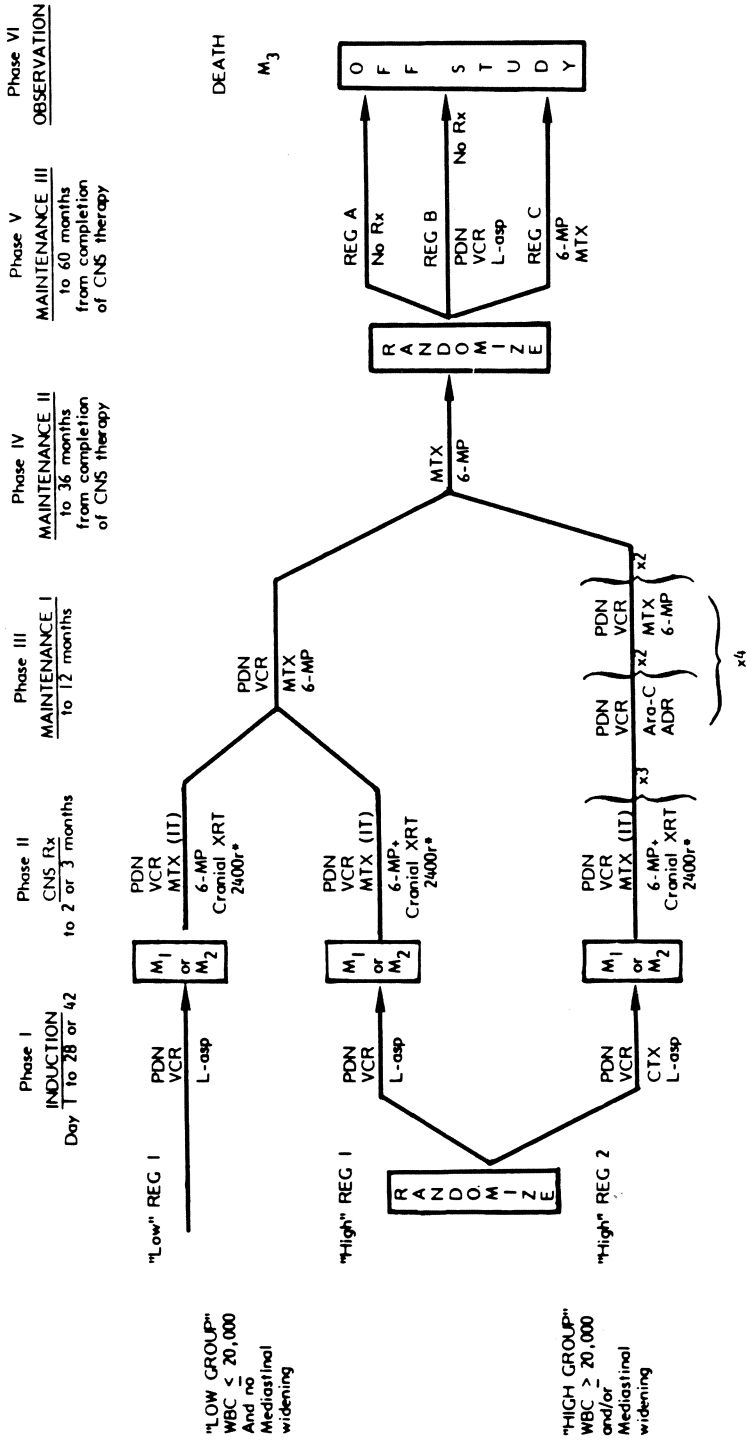 Phase I
INDUCTION
Day 1 to 28 or 42
Phase II
CNS Rx
to 2 or 3 months
Phase III
MAINTENANCE I
to 12 months
Phase IV
MAINTENANCE II
to 36 months
from completion
of CNS therapy
Phase V
MAINTENANCE III
to 60 months
from completion
of CNS therapy
Phase VI
OBSERVATION
"LOW GROUP"
WBC < 20,000
And no
Mediastinal
widening
"Low" REG 1
PDN
VCR
L-asp
M1
or
M2
PDN
VCR
MTX (IT)
6-MP
Cranial XRT
2400r*
PDN
VCR
MTX
6-MP
"High" REG 1
RANDOMIZE
PDN
VCR
L-asp
M1
or
M2
PDN
VCR
MTX (IT)
6-MP+
Cranial XRT
2400r*
"HIGH GROUP"
WBC ≥ 20,000
and/or
Mediastinal
widening
"High" REG 2
PDN
VCR
CTX
L-asp
M1
or
M2
PDN
VCR
MTX (IT)
6-MP+
Cranial XRT
2400r*
x3
PDN
VCR
Ara-C
ADR
x2
PDN
VCR
MTX
6-MP
x2
x4
MTX
6-MP
RANDOMIZE
REG A
No Rx
REG B
PDN
VCR
L-asp
No Rx
REG C
6-MP
MTX
DEATH
M3
OFF STUDY